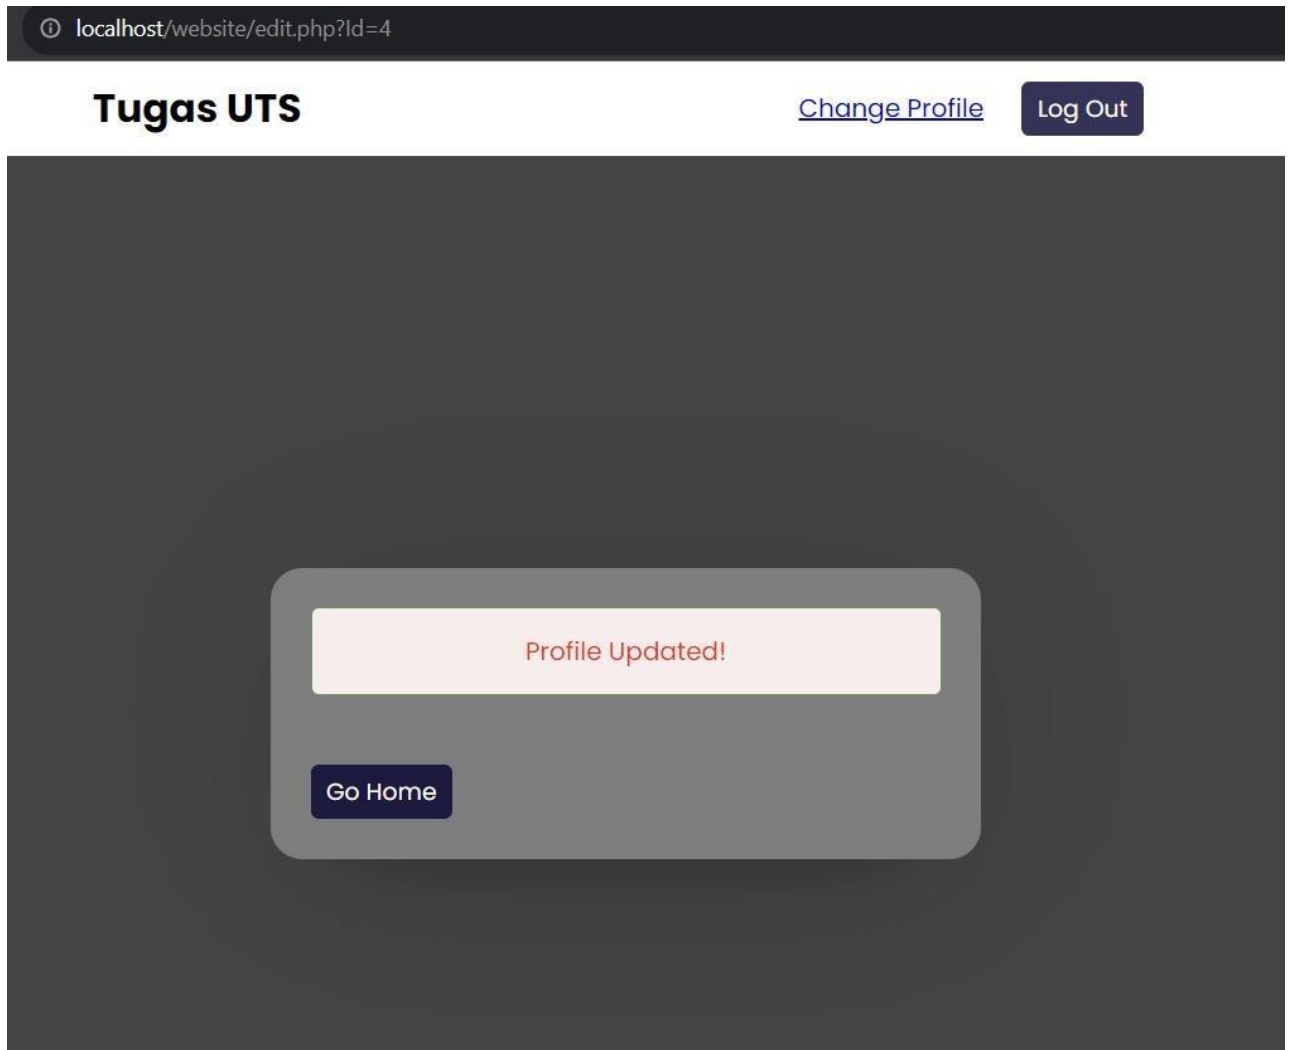 localhost/website/edit.php?Id=4
Tugas UTS
Change Profile
Log Out
Profile Updated!
Go Home